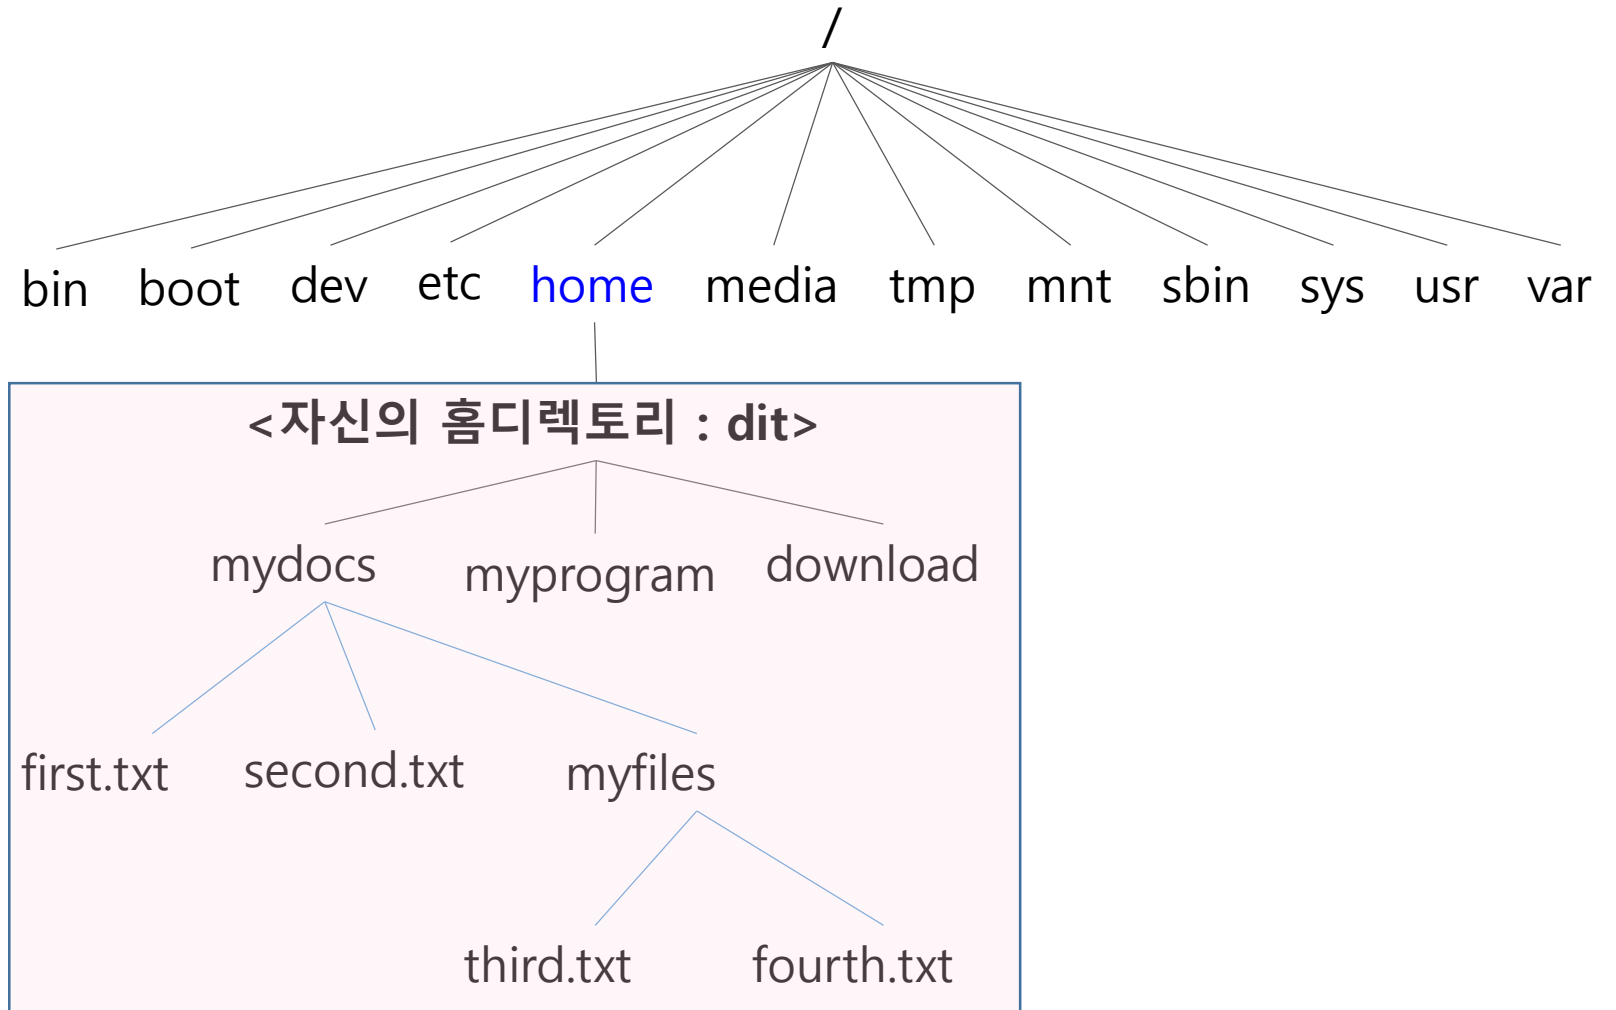 /
bin boot dev etc home media tmp mnt sbin sys usr var
<자신의 홈디렉토리 : dit>
mydocs myprogram download
first.txt second.txt myfiles
third.txt fourth.txt